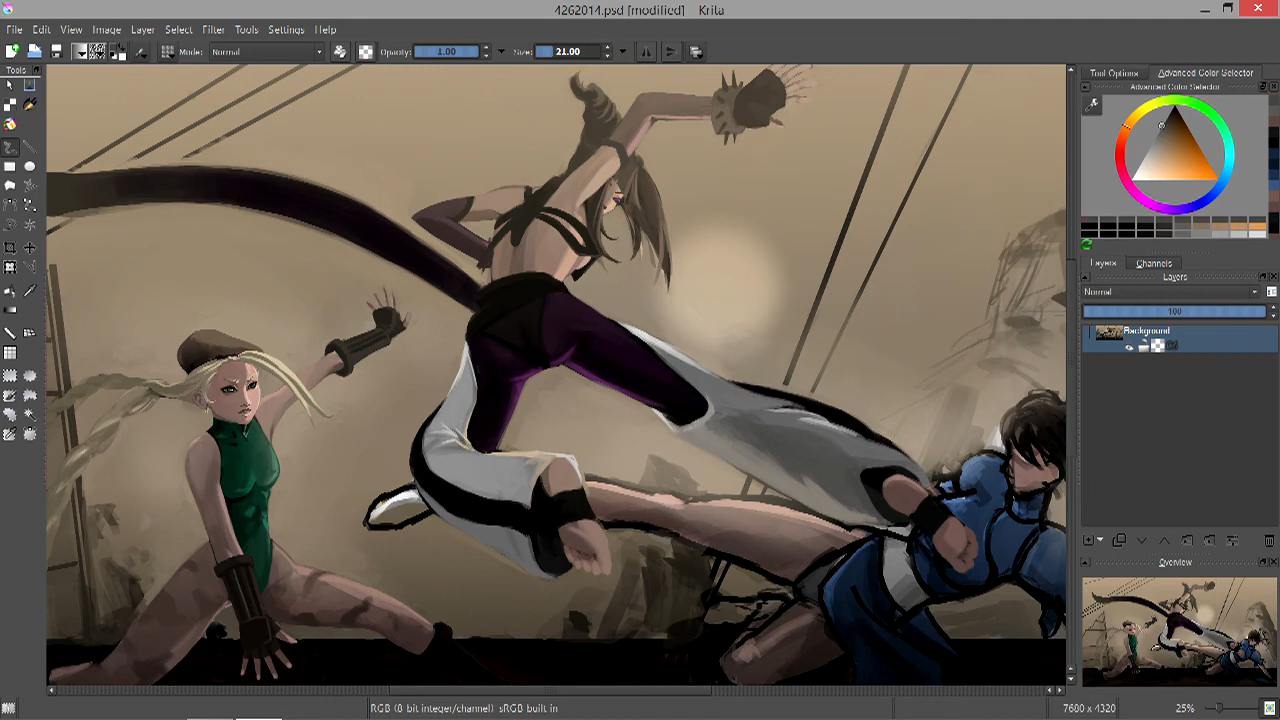 4262014.psd [modified] - Krita
File Edit View Image Layer Select Filter Tools Settings Help
Mode: Normal Opacity: 1.00 Size: 21.00
Tools
Tool Options Advanced Color Selector
Advanced Color Selector
Layers Channels
Layers
Normal
100
Background
Overview
RGB (8 bit integer/channel) sRGB built in 7680 x 4320 25%